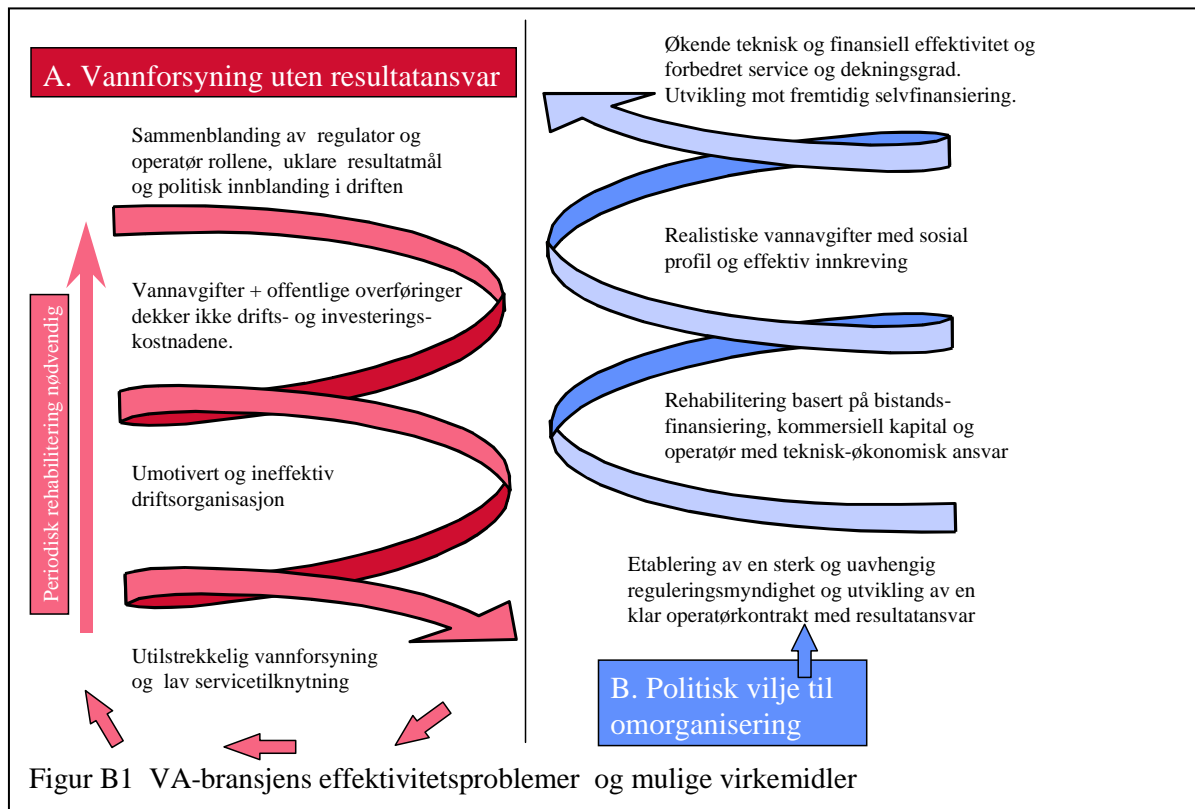 A. Vannforsyning uten resultatansvar
Sammenblanding av regulator og
operatør rollene, uklare resultatmål
og politisk innblanding i driften
Vannavgifter + offentlige overføringer
dekker ikke drifts- og investerings-
kostnadene.
Umotivert og ineffektiv
driftsorganisasjon
Utilstrekkelig vannforsyning
og lav servicetilknytning
Periodisk rehabilitering nødvendig
Økende teknisk og finansiell effektivitet og
forbedret service og dekningsgrad.
Utvikling mot fremtidig selvfinansiering.
Realistiske vannavgifter med sosial
profil og effektiv innkreving
Rehabilitering basert på bistands-
finansiering, kommersiell kapital og
operatør med teknisk-økonomisk ansvar
Etablering av en sterk og uavhengig
reguleringsmyndighet og utvikling av en
klar operatørkontrakt med resultatansvar
B. Politisk vilje til
omorganisering
Figur B1 VA-bransjens effektivitetsproblemer og mulige virkemidler